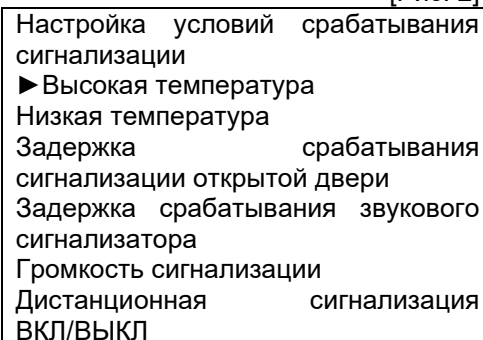 Настройка условий срабатывания
сигнализации
►Высокая температура
Низкая температура
Задержка срабатывания
сигнализации открытой двери
Задержка срабатывания звукового
сигнализатора
Громкость сигнализации
Дистанционная сигнализация
ВКЛ/ВЫКЛ